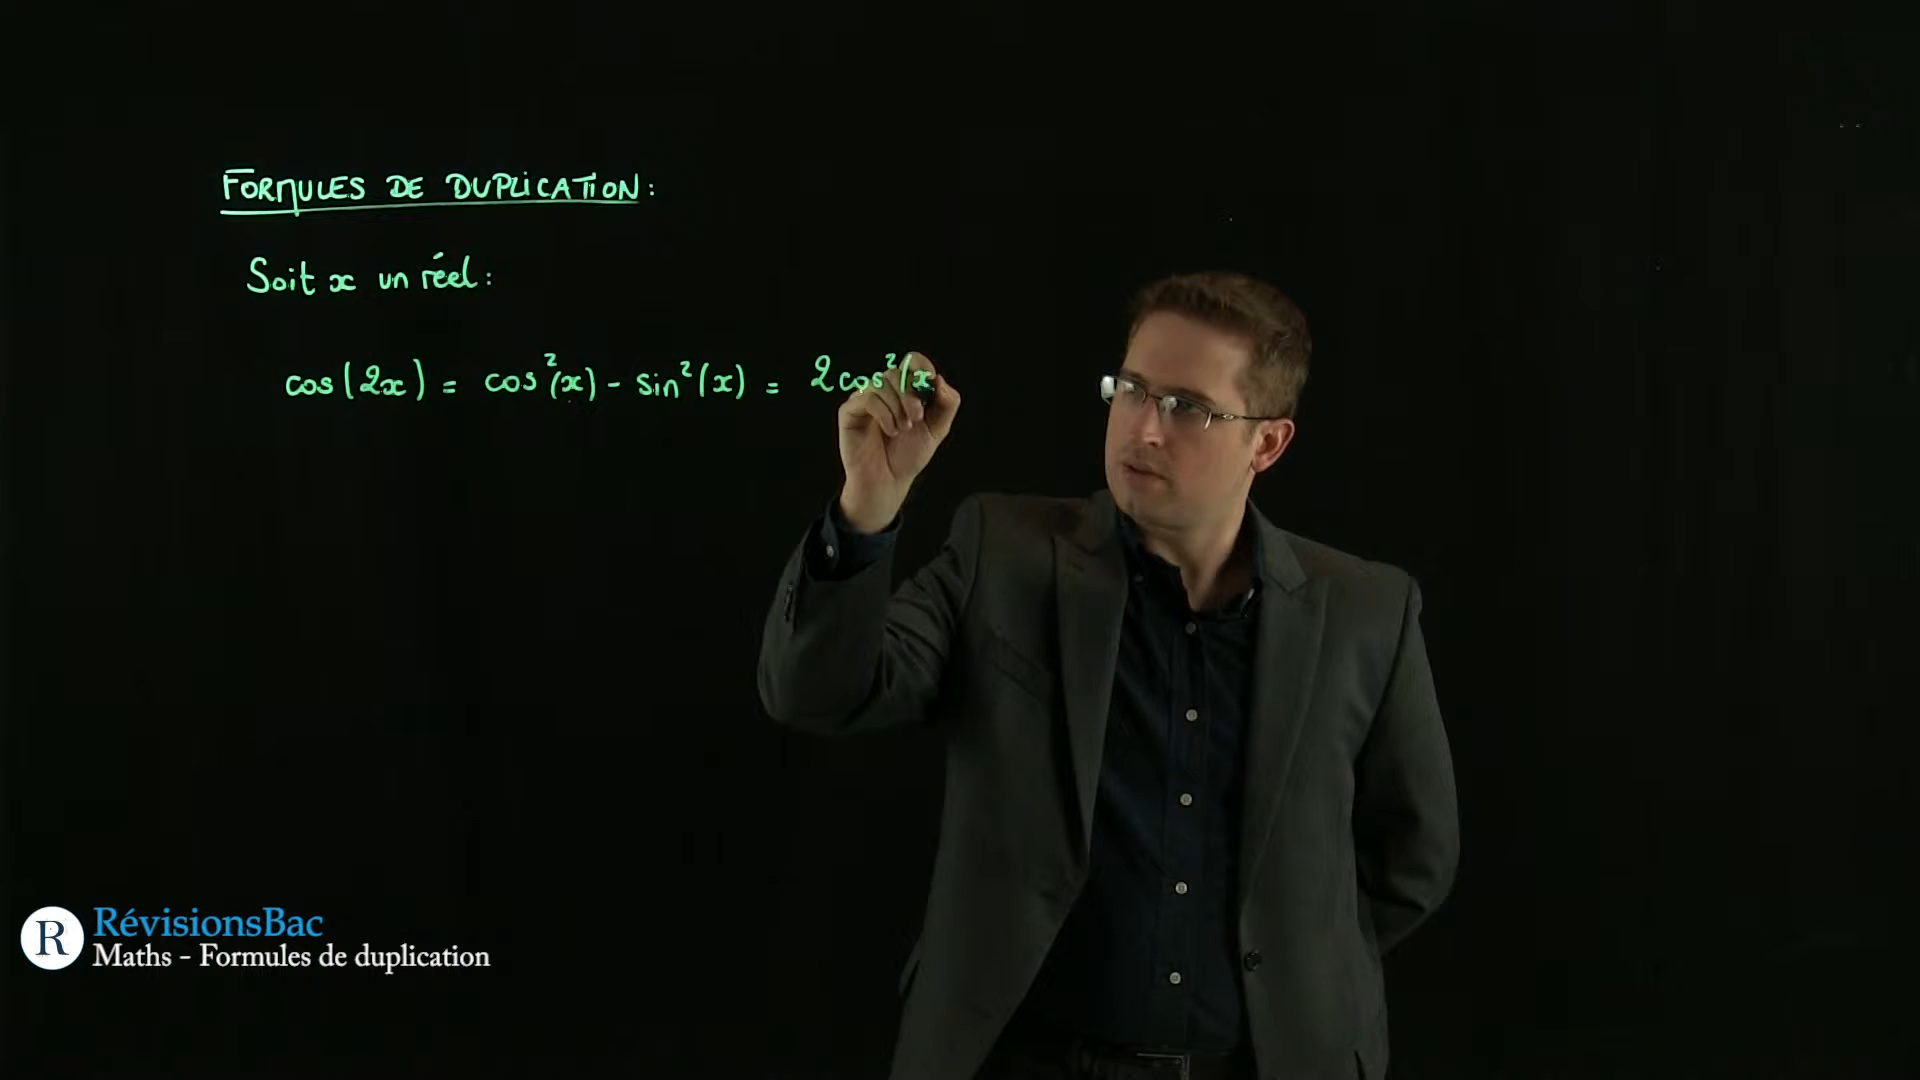 FORMULES DE DUPLICATION :
Soit x un réel :
cos(2x) = cos²(x) - sin²(x) = 2cos²(x
R RévisionsBac
Maths - Formules de duplication